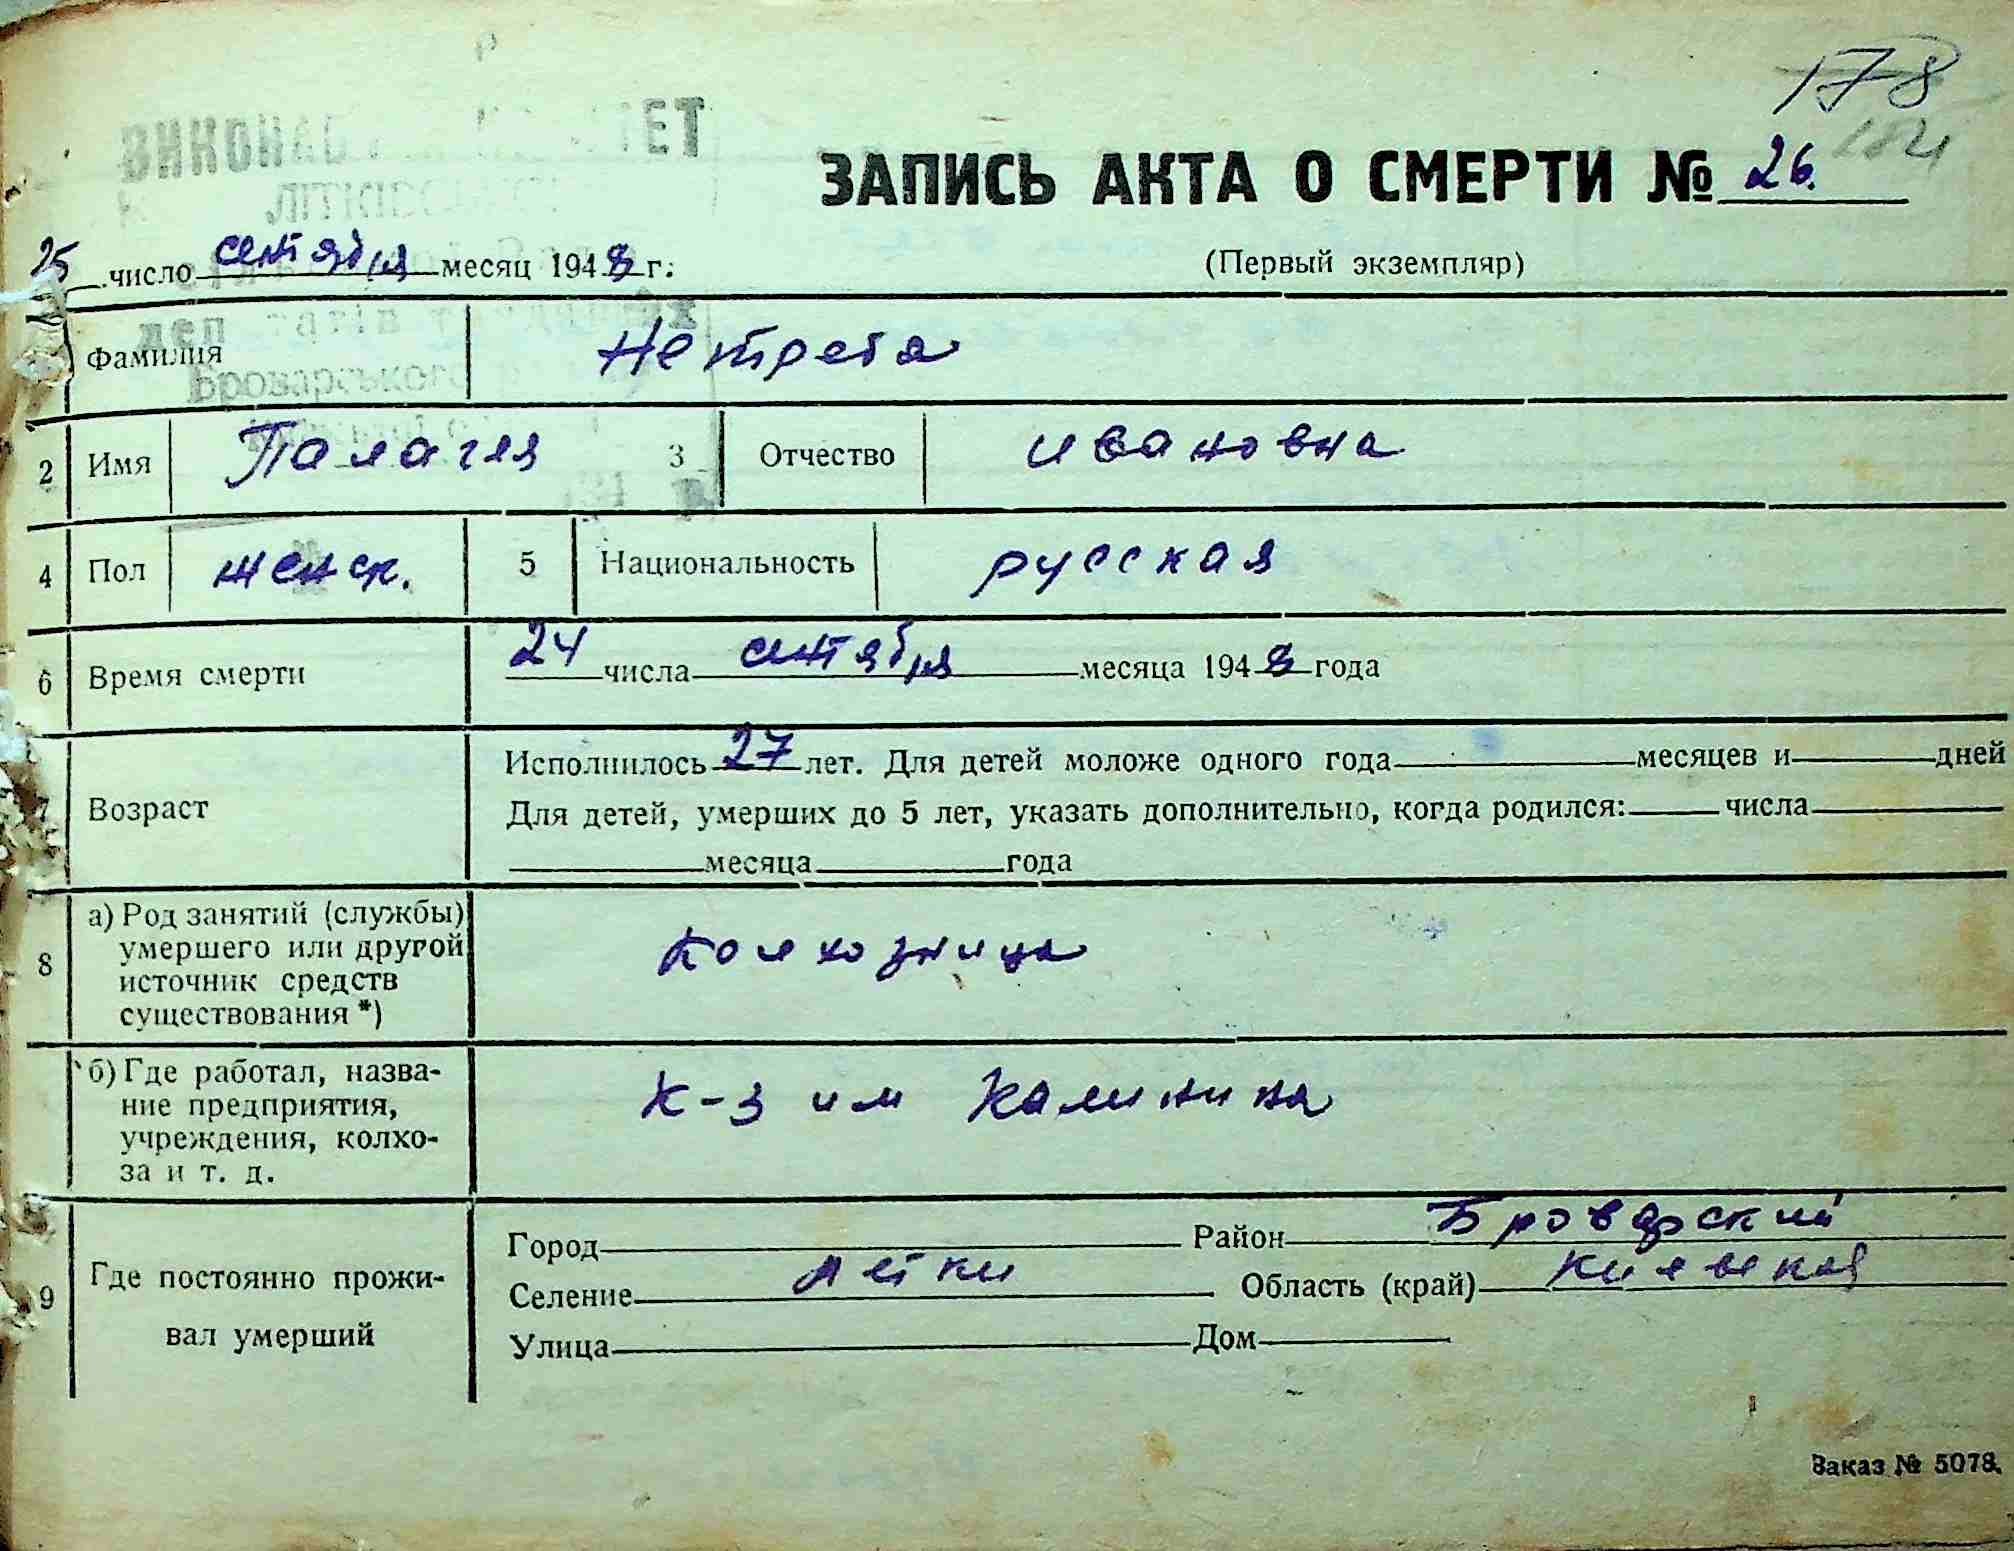 178
184
ЗАПИСЬ АКТА О СМЕРТИ № 26.
25 число сентября месяц 1948 г.
(Первый экземпляр)
Фамилия Нетреба
2 Имя Палагия 3 Отчество ивановна
4 Пол женск. 5 Национальность русская
6 Время смерти 24 числа сентября месяца 1948 года
7 Возраст
Исполнилось 27 лет. Для детей моложе одного года месяцев и дней
Для детей, умерших до 5 лет, указать дополнительно, когда родился: числа
месяца года
8 а) Род занятий (службы)
умершего или другой
источник средств
существования *)
Колхозница
б) Где работал, назва-
ние предприятия,
учреждения, колхо-
за и т. д.
К-з им Калинина
9 Где постоянно прожи-
вал умерший
Город Район Броварский
Селение Летки Область (край) Киевская
Улица Дом
Заказ № 5078.